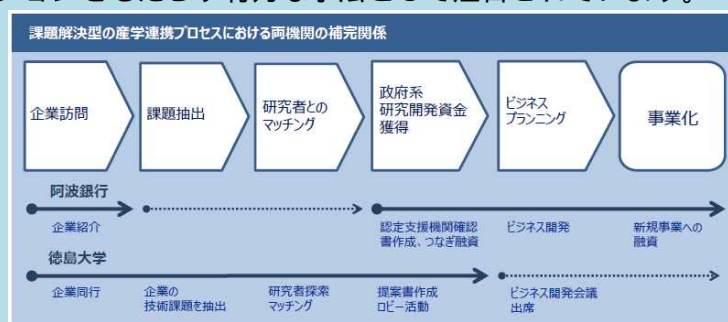 課題解決型の産学連携プロセスにおける両機関の補完関係
企業訪問
課題抽出
研究者との
マッチング
政府系
研究開発資金
獲得
ビジネス
プランニング
事業化
阿波銀行
企業紹介
認定支援機関確認
書作成、つなぎ融資
ビジネス開発
新規事業への
融資
徳島大学
企業同行
企業の
技術課題を抽出
研究者探索
マッチング
提案書作成
ロビー活動
ビジネス開発会議
出席